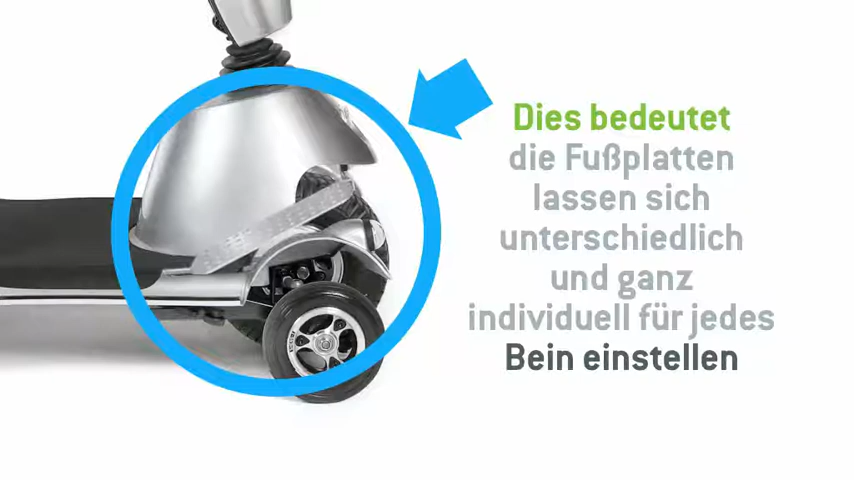 Dies bedeutet
die Fußplatten
lassen sich
unterschiedlich
und ganz
individuell für jedes
Bein einstellen